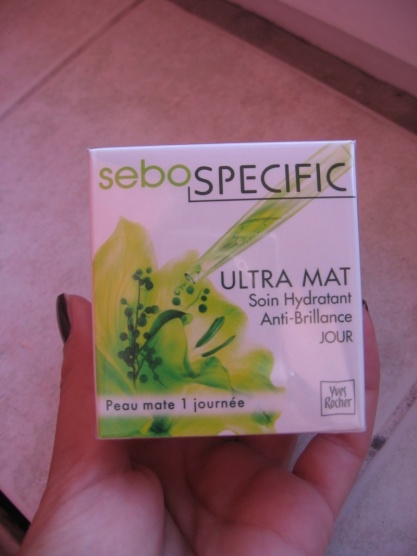 seboSPECIFIC
ULTRA MAT
Soin Hydratant
Anti-Brillance
JOUR
Peau mate 1 journée
Yves
Rocher